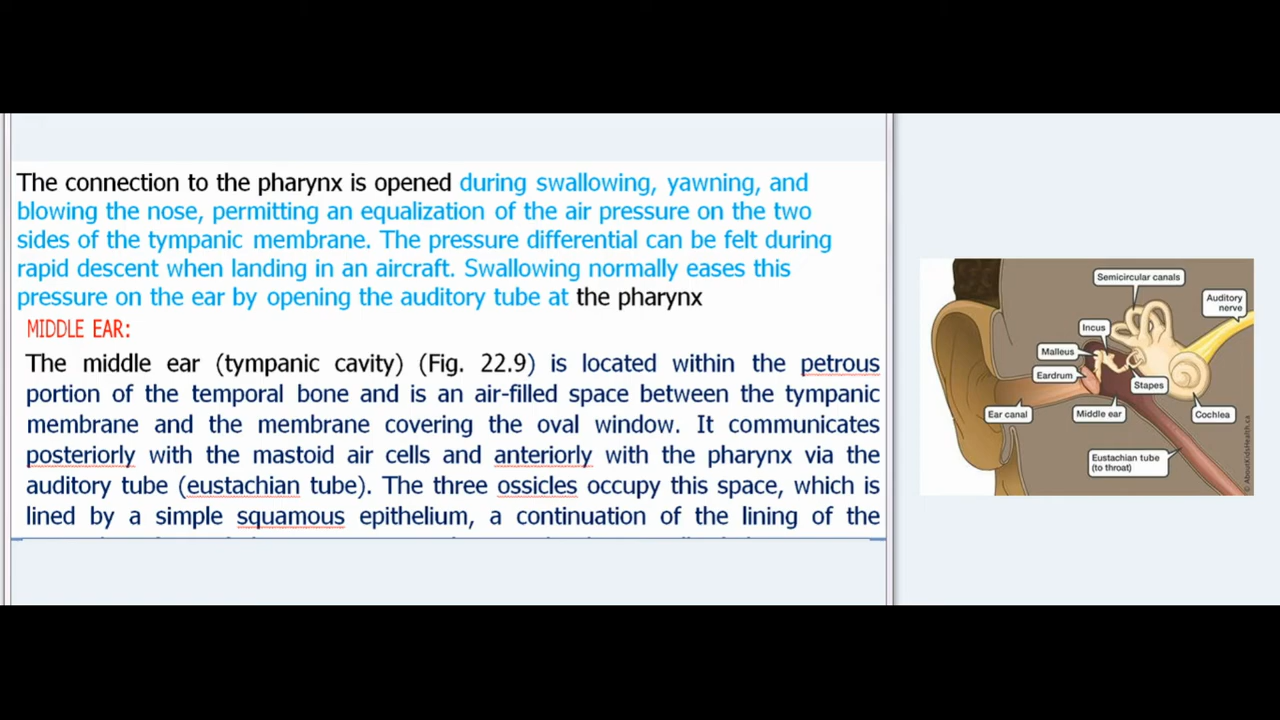 The connection to the pharynx is opened during swallowing, yawning, and
blowing the nose, permitting an equalization of the air pressure on the two
sides of the tympanic membrane. The pressure differential can be felt during
rapid descent when landing in an aircraft. Swallowing normally eases this
pressure on the ear by opening the auditory tube at the pharynx
MIDDLE EAR:
The middle ear (tympanic cavity) (Fig. 22.9) is located within the petrous
portion of the temporal bone and is an air-filled space between the tympanic
membrane and the membrane covering the oval window. It communicates
posteriorly with the mastoid air cells and anteriorly with the pharynx via the
auditory tube (eustachian tube). The three ossicles occupy this space, which is
lined by a simple squamous epithelium, a continuation of the lining of the
Semicircular canals
Auditory
nerve
Incus
Malleus
Eardrum
Stapes
Ear canal
Middle ear
Cochlea
Eustachian tube
(to throat)
© AboutKidsHealth.ca